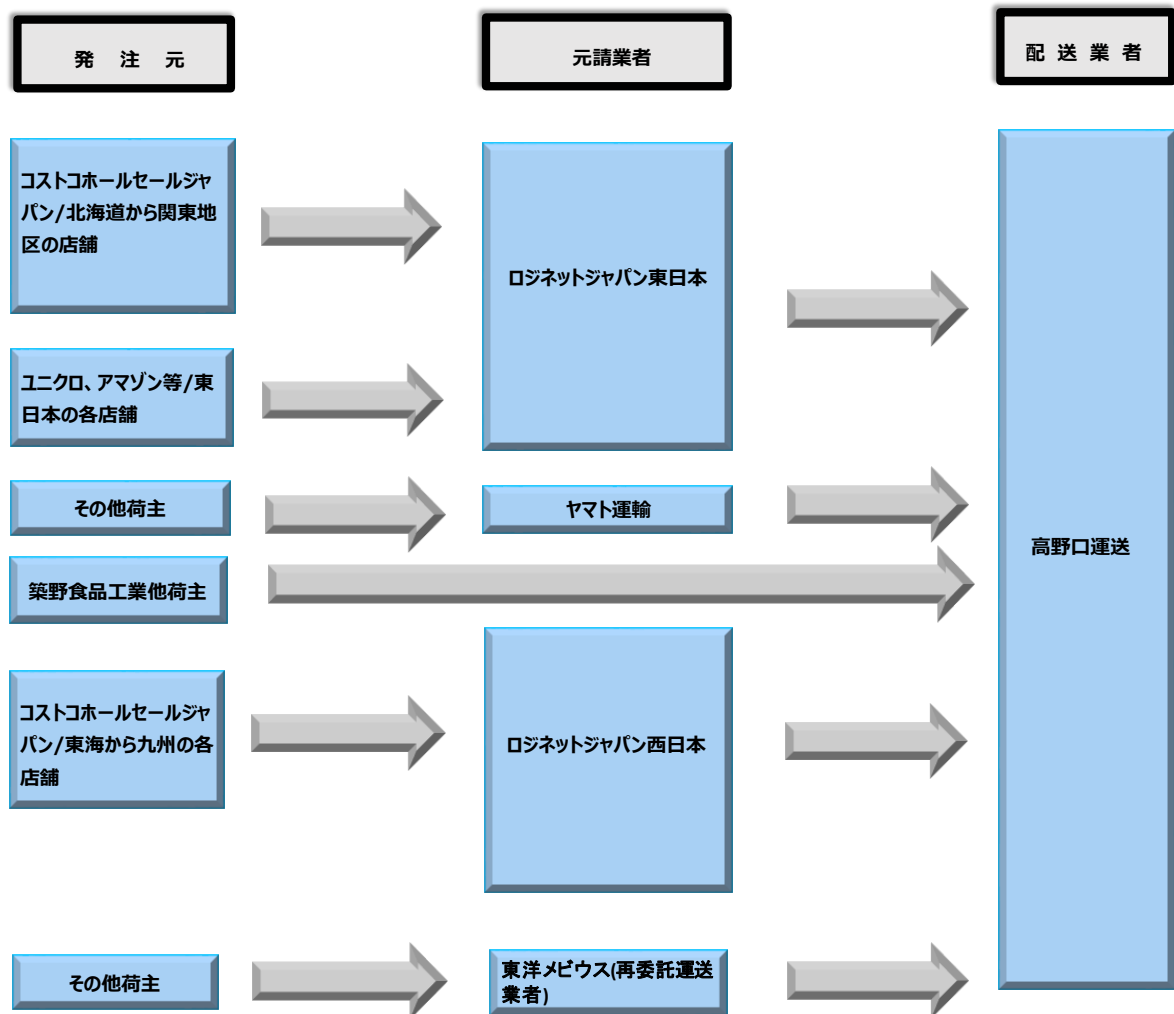 発 注 元
元請業者
配 送 業 者
コストコホールセールジャ
パン/北海道から関東地
区の店舗
ロジネットジャパン東日本
ユニクロ、アマゾン等/東
日本の各店舗
その他荷主
ヤマト運輸
高野口運送
築野食品工業他荷主
コストコホールセールジャ
パン/東海から九州の各
店舗
ロジネットジャパン西日本
その他荷主
東洋メビウス(再委託運送
業者)